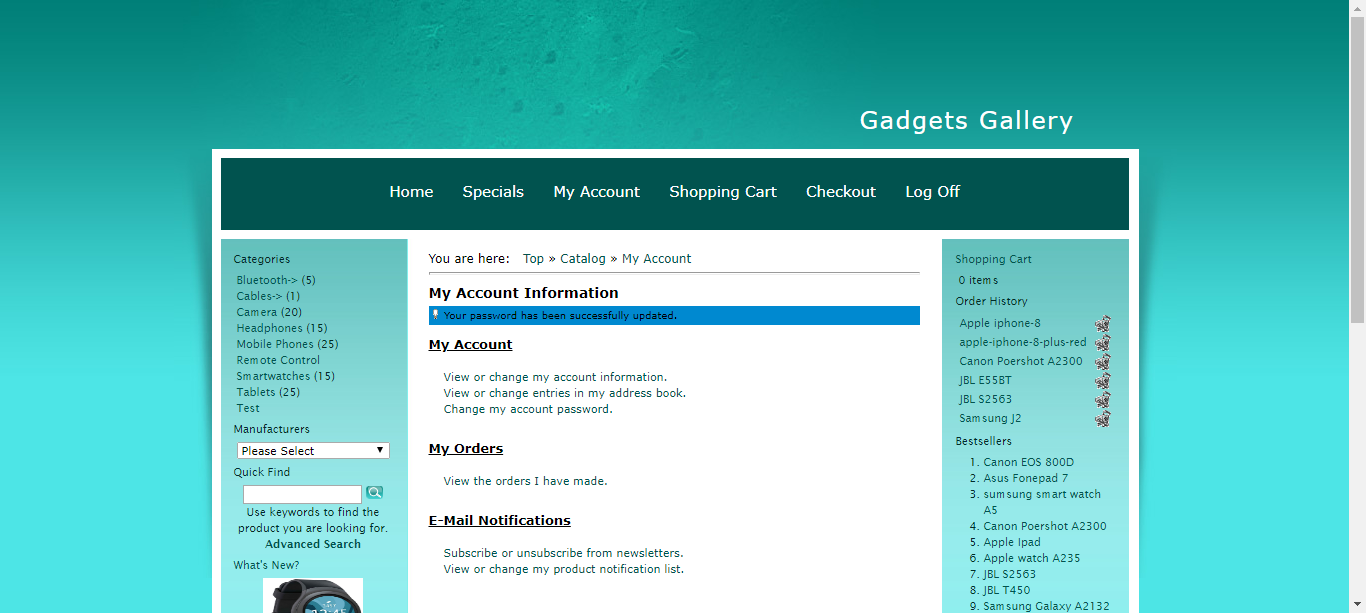 Gadgets Gallery
Home Specials My Account Shopping Cart Checkout Log Off
Categories
Bluetooth-> (5)
Cables-> (1)
Camera (20)
Headphones (15)
Mobile Phones (25)
Remote Control
Smartwatches (15)
Tablets (25)
Test
Manufacturers
Please Select
Quick Find
Use keywords to find the
product you are looking for.
Advanced Search
What's New?
You are here: Top » Catalog » My Account
My Account Information
Your password has been successfully updated.
My Account
View or change my account information.
View or change entries in my address book.
Change my account password.
My Orders
View the orders I have made.
E-Mail Notifications
Subscribe or unsubscribe from newsletters.
View or change my product notification list.
Shopping Cart
0 items
Order History
Apple iphone-8
apple-iphone-8-plus-red
Canon Poershot A2300
JBL E55BT
JBL S2563
Samsung J2
Bestsellers
1. Canon EOS 800D
2. Asus Fonepad 7
3. sumsung smart watch
A5
4. Canon Poershot A2300
5. Apple Ipad
6. Apple watch A235
7. JBL S2563
8. JBL T450
9. Samsung Galaxy A2132